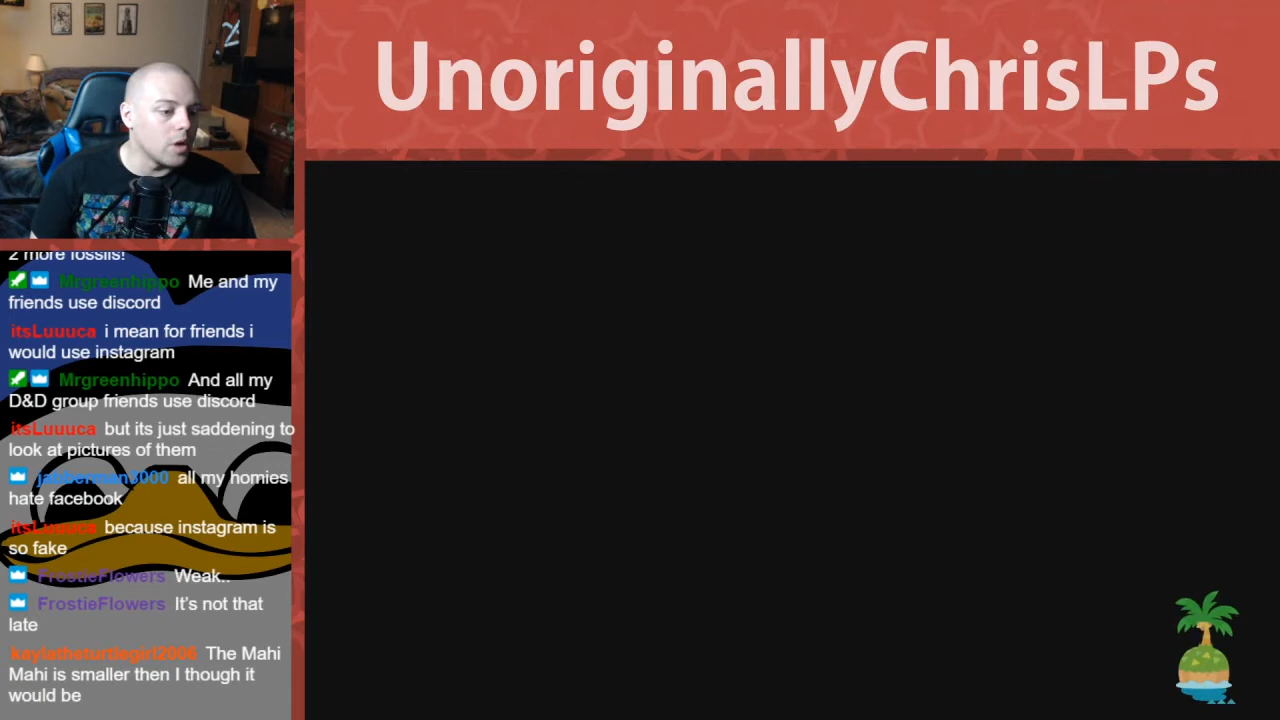 UnoriginallyChrisLPs
2 more fossils!
Mrgreenhippo Me and my
friends use discord
itsLuuuca i mean for friends i
would use instagram
Mrgreenhippo And all my
D&D group friends use discord
itsLuuuca but its just saddening to
look at pictures of them
jabberman3000 all my homies
hate facebook
itsLuuuca because instagram is
so fake
FrostieFlowers Weak..
FrostieFlowers It's not that
late
kaylatheturtlegirl2006 The Mahi
Mahi is smaller then I though it
would be